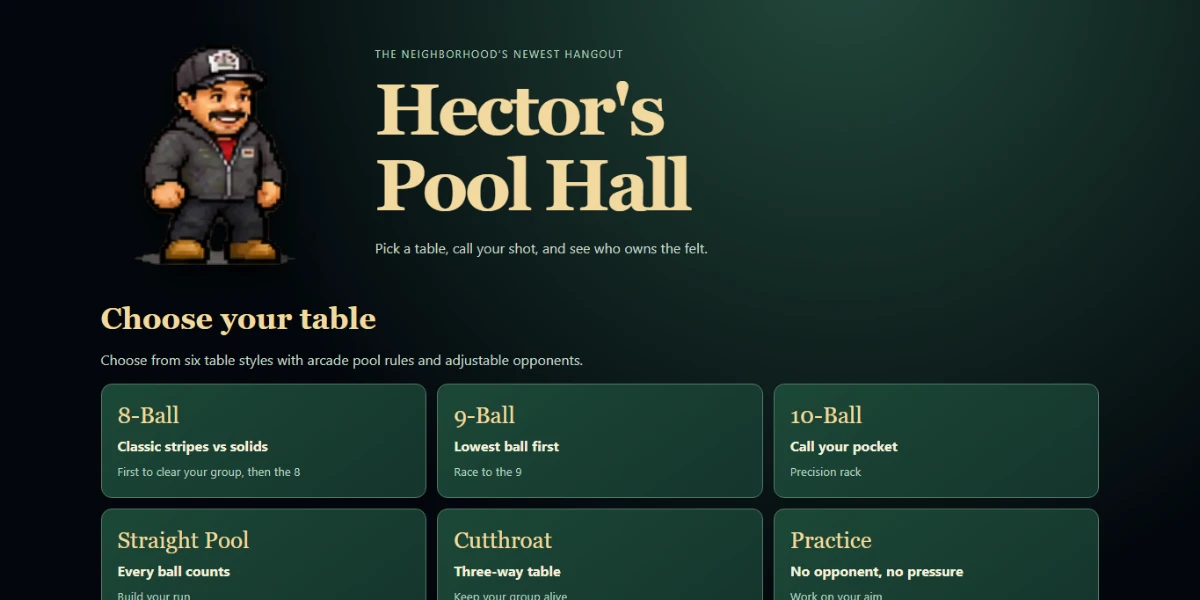 THE NEIGHBORHOOD'S NEWEST HANGOUT
Hector's
Pool Hall
Pick a table, call your shot, and see who owns the felt.
Choose your table
Choose from six table styles with arcade pool rules and adjustable opponents.
8-Ball
Classic stripes vs solids
First to clear your group, then the 8
9-Ball
Lowest ball first
Race to the 9
10-Ball
Call your pocket
Precision rack
Straight Pool
Every ball counts
Build your run
Cutthroat
Three-way table
Keep your group alive
Practice
No opponent, no pressure
Work on your aim